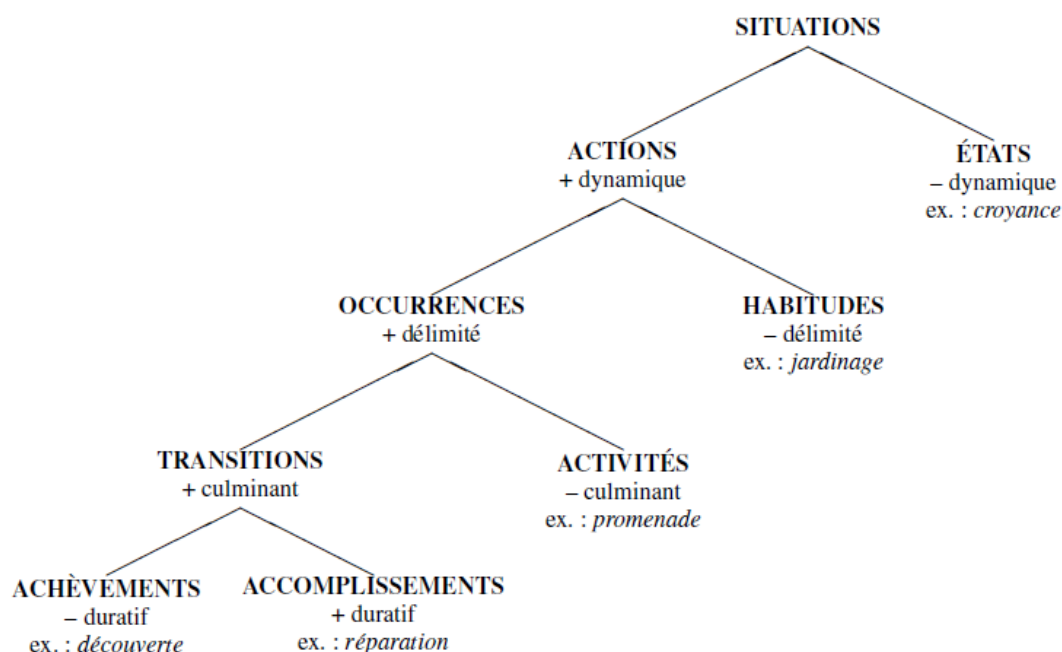 SITUATIONS
ACTIONS
+ dynamique
ÉTATS
– dynamique
ex. : croyance
OCCURRENCES
+ délimité
HABITUDES
– délimité
ex. : jardinage
TRANSITIONS
+ culminant
ACTIVITÉS
– culminant
ex. : promenade
ACHÈVEMENTS
– duratif
ex. : découverte
ACCOMPLISSEMENTS
+ duratif
ex. : réparation